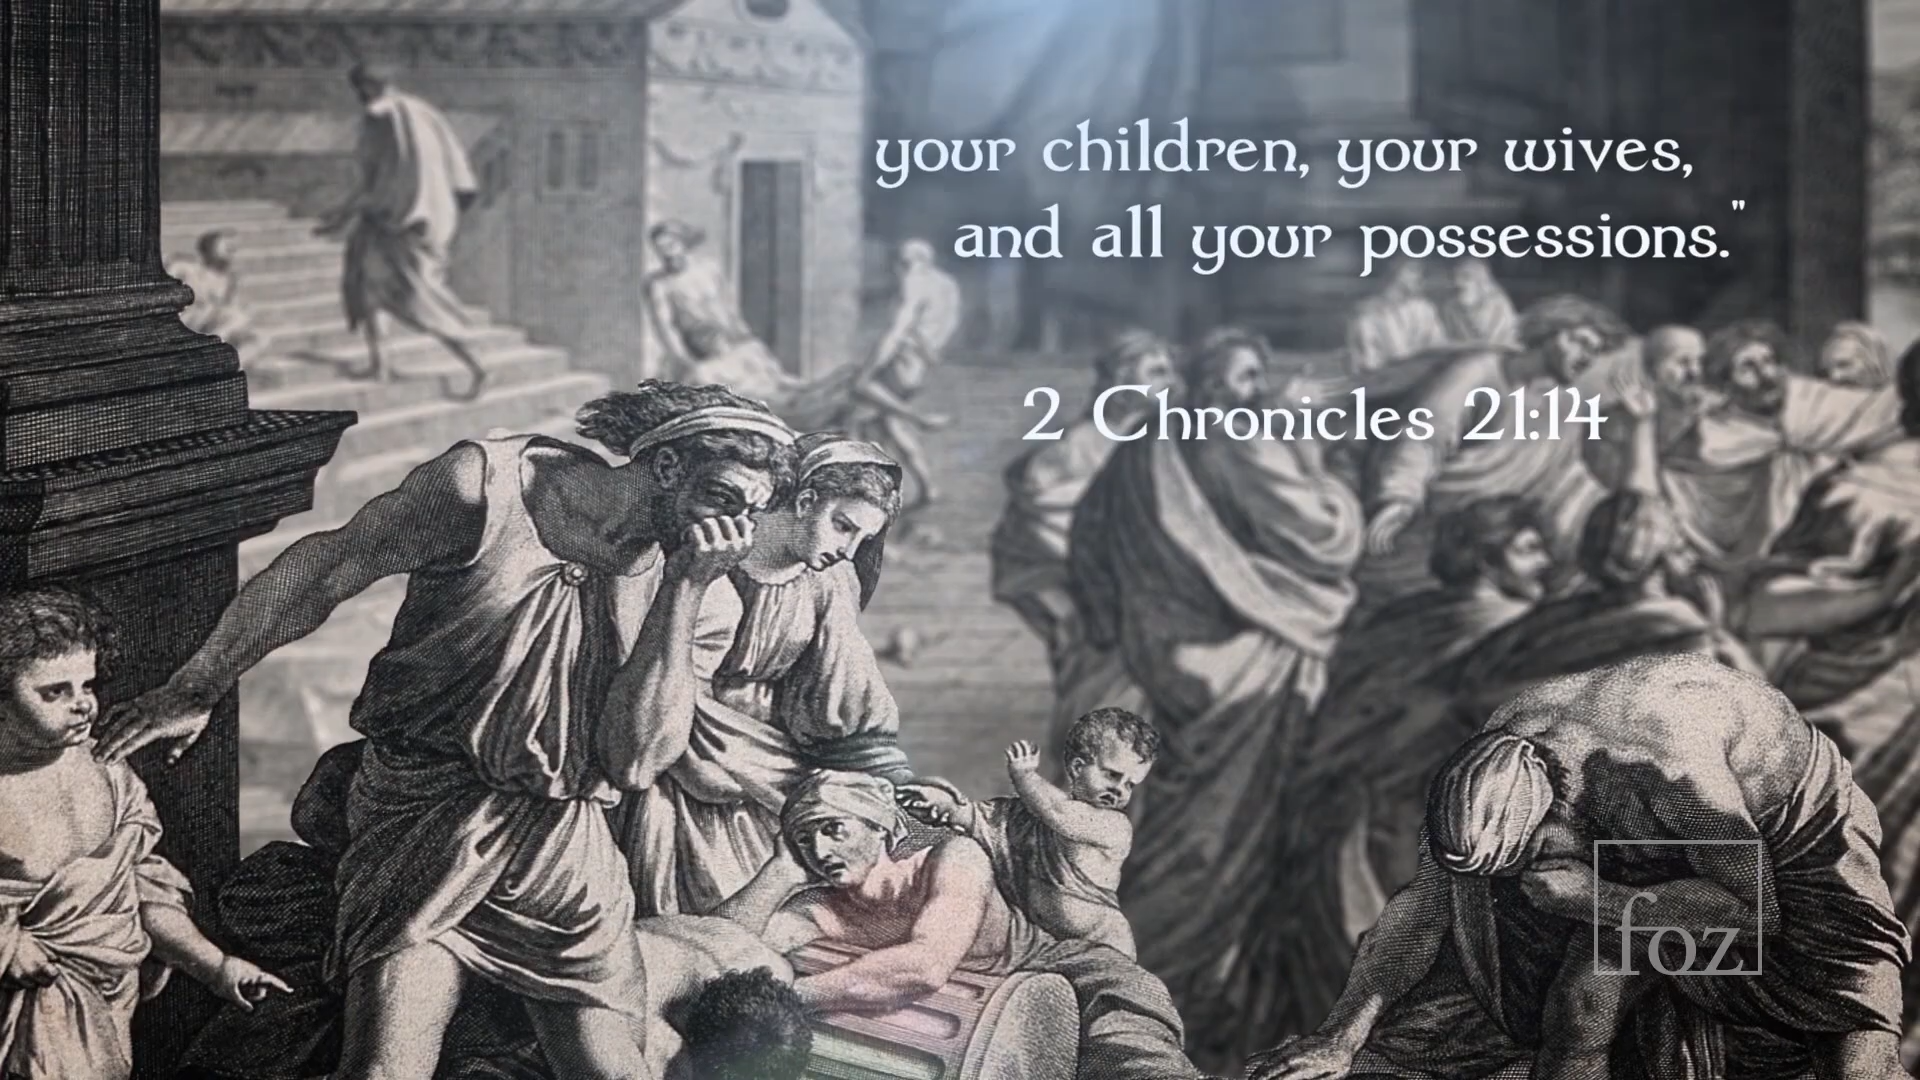 your children, your wives,
and all your possessions."
2 Chronicles 21:14
foz